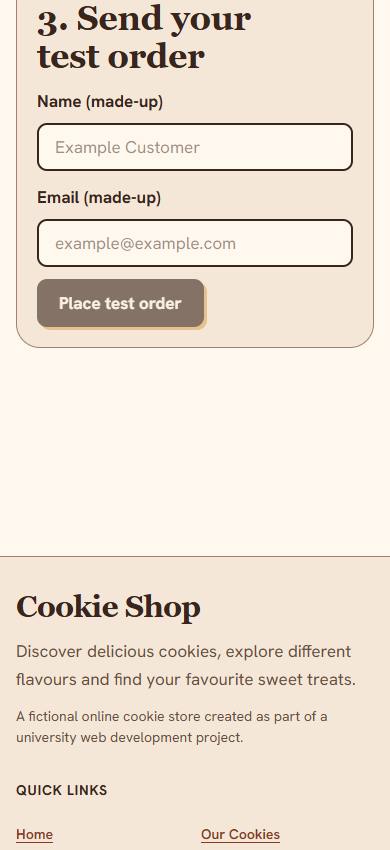 3. Send your
test order
Name (made-up)
Example Customer
Email (made-up)
example@example.com
Place test order
Cookie Shop
Discover delicious cookies, explore different
flavours and find your favourite sweet treats.
A fictional online cookie store created as part of a
university web development project.
QUICK LINKS
Home
Our Cookies